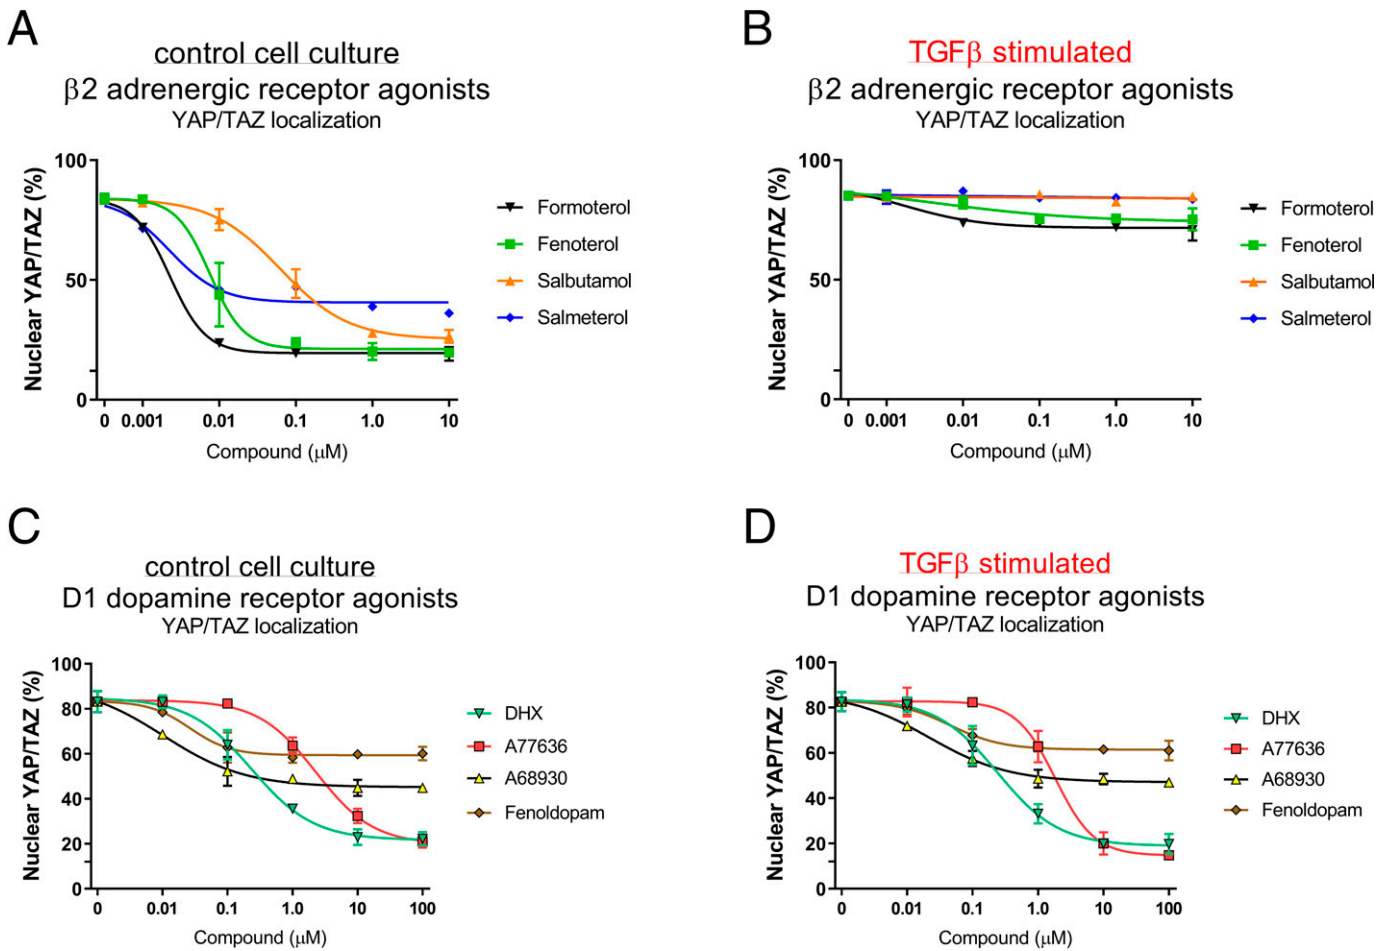 A
control cell culture
β2 adrenergic receptor agonists
YAP/TAZ localization
Nuclear YAP/TAZ (%)
100
50
0
0 0.001 0.01 0.1 1.0 10
Compound (μM)
Formoterol
Fenoterol
Salbutamol
Salmeterol
B
TGFβ stimulated
β2 adrenergic receptor agonists
YAP/TAZ localization
Nuclear YAP/TAZ (%)
100
50
0
0 0.001 0.01 0.1 1.0 10
Compound (μM)
Formoterol
Fenoterol
Salbutamol
Salmeterol
C
control cell culture
D1 dopamine receptor agonists
YAP/TAZ localization
Nuclear YAP/TAZ (%)
100
80
60
40
20
0
0 0.01 0.1 1.0 10 100
Compound (μM)
DHX
A77636
A68930
Fenoldopam
D
TGFβ stimulated
D1 dopamine receptor agonists
YAP/TAZ localization
Nuclear YAP/TAZ (%)
100
80
60
40
20
0
0 0.01 0.1 1.0 10 100
Compound (μM)
DHX
A77636
A68930
Fenoldopam